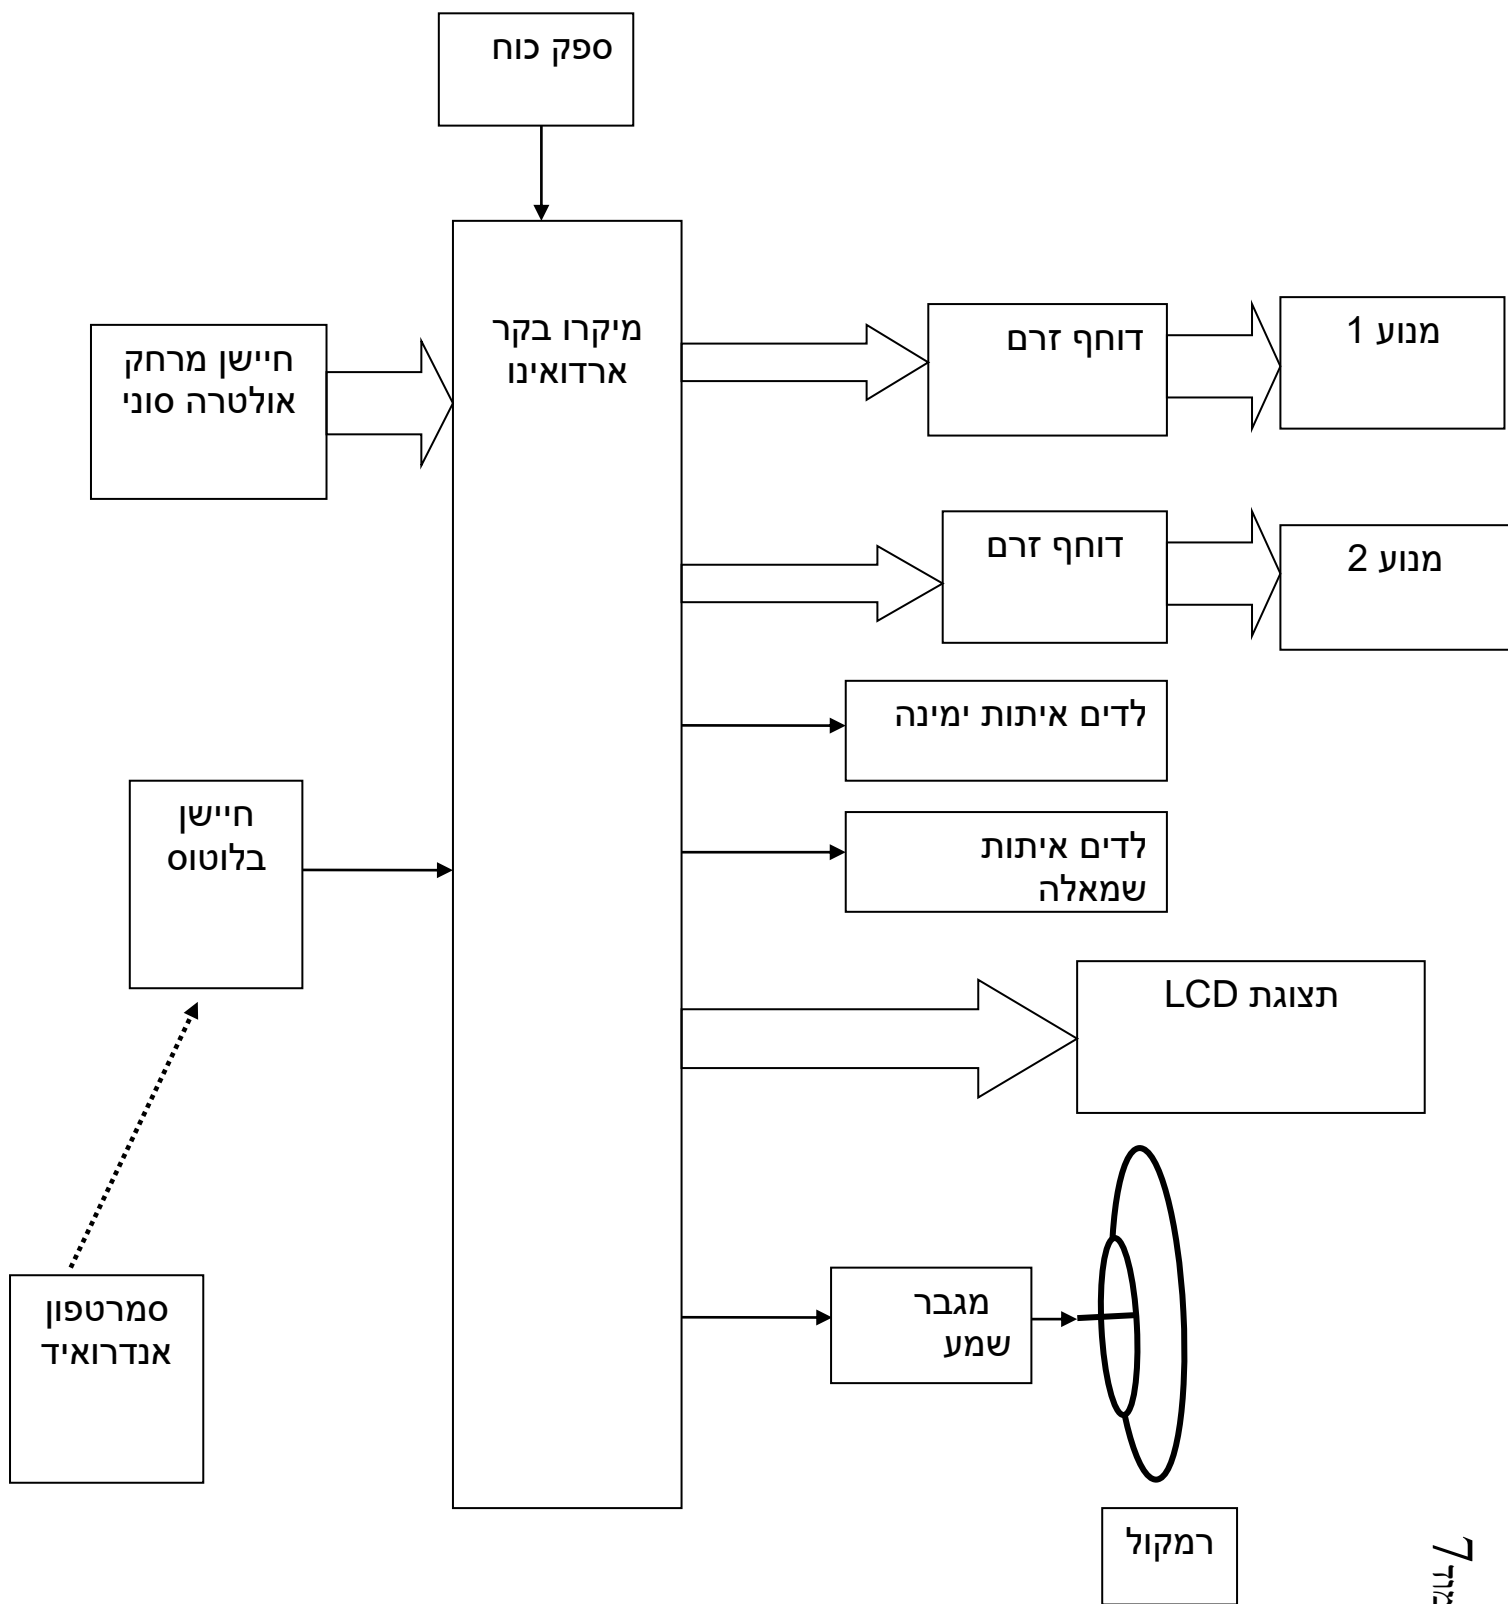 ספק כוח
מיקרו בקר
ארדואינו
חיישן מרחק
אולטרה סוני
דוחף זרם
מנוע 1
דוחף זרם
מנוע 2
לדים איתות ימינה
לדים איתות
שמאלה
חיישן
בלוטוס
תצוגת LCD
סמרטפון
אנדרואיד
מגבר
שמע
רמקול
7